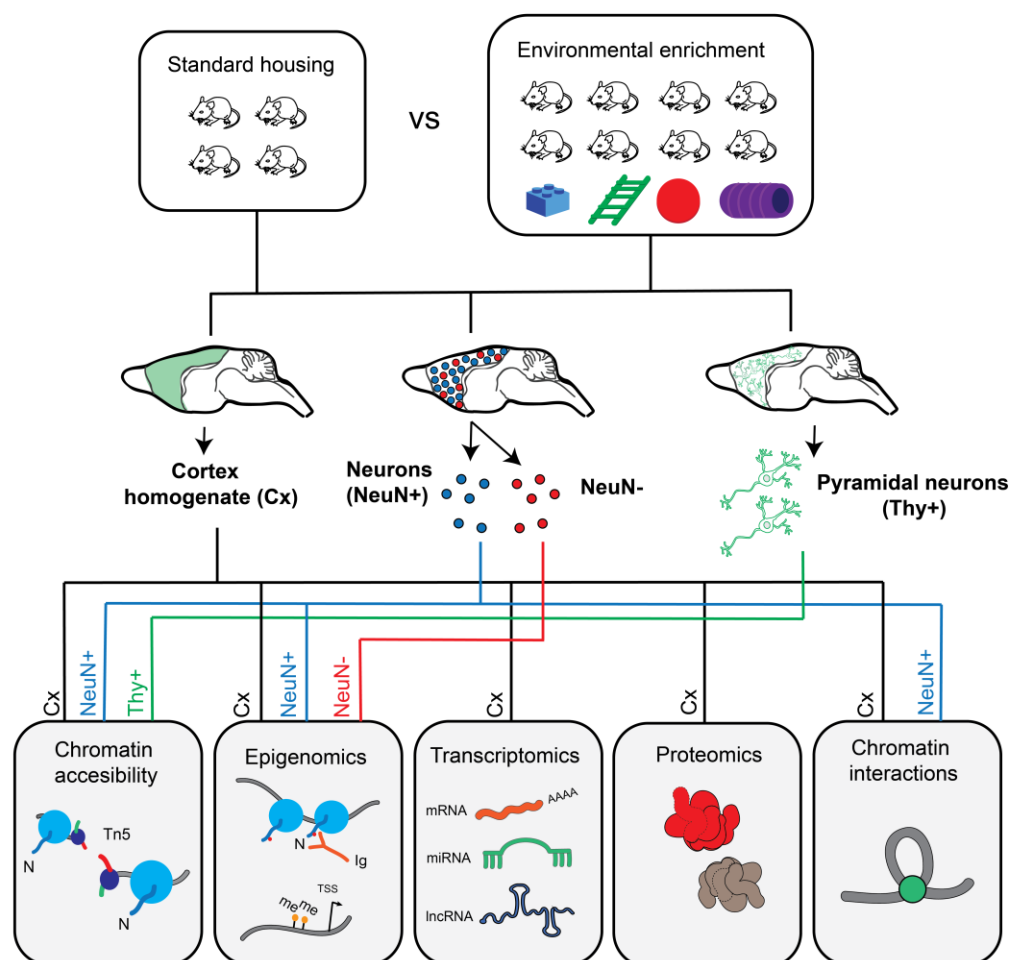 Standard housing
vs
Environmental enrichment
Cortex
homogenate (Cx)
Neurons
(NeuN+)
NeuN-
Pyramidal neurons
(Thy+)
Cx
NeuN+
Thy+
Cx
NeuN+
NeuN-
Cx
Cx
Cx
NeuN+
Chromatin
accesibility
Tn5
N
N
Epigenomics
N
Ig
me
me
TSS
Transcriptomics
mRNA
AAAA
miRNA
lncRNA
Proteomics
Chromatin
interactions